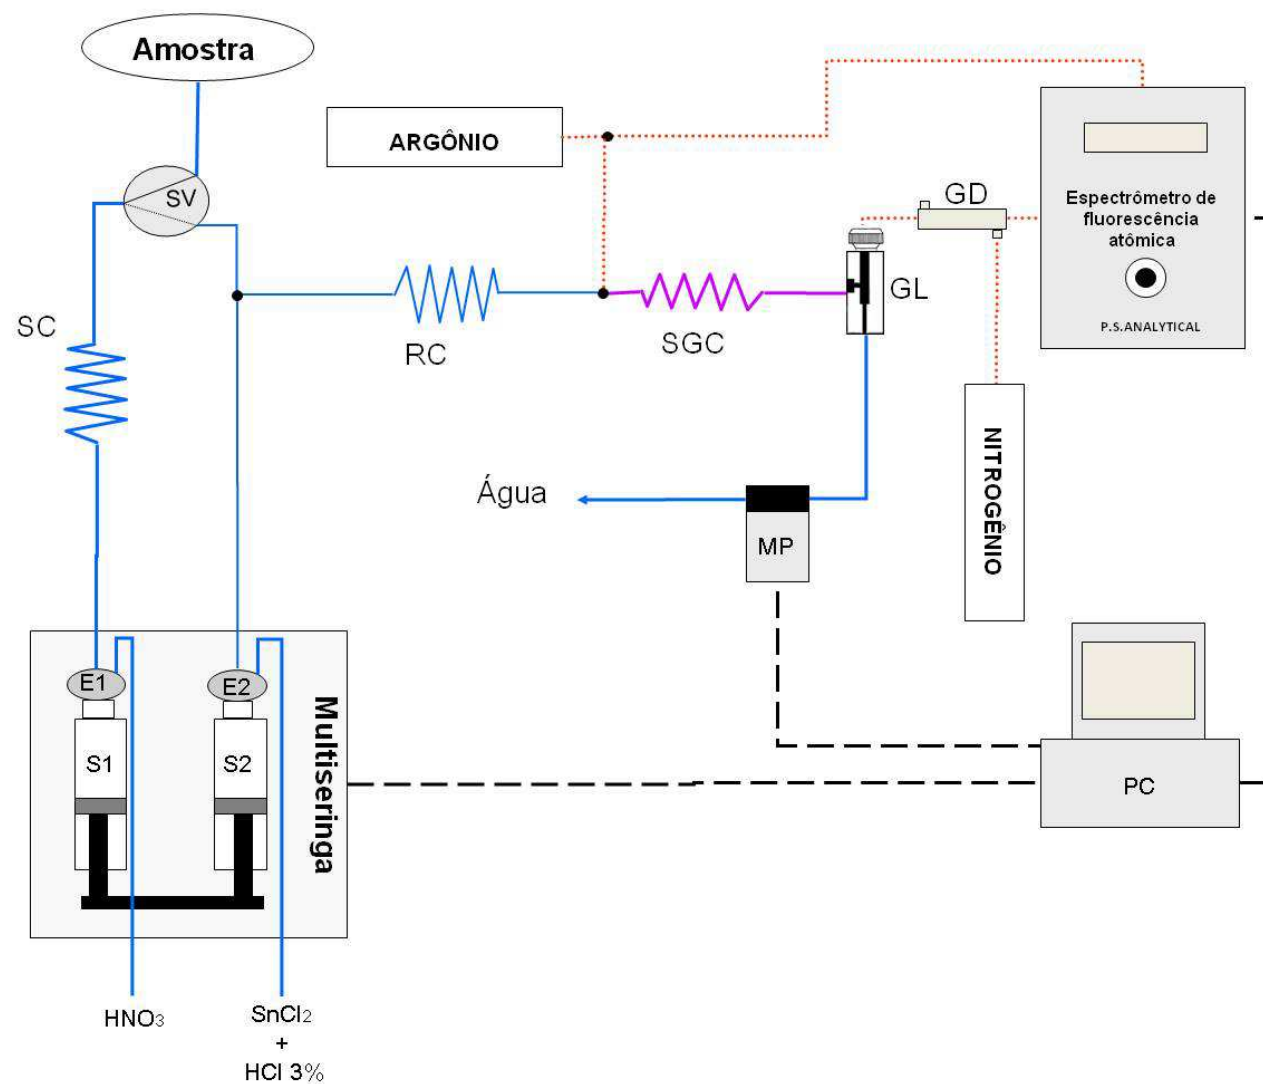 Amostra
ARGÔNIO
SV
GD
Espectrômetro de
fluorescência
atômica
P.S.ANALYTICAL
GL
SC
RC
SGC
Água
MP
NITROGÊNIO
E1
E2
S1
S2
Multiseringa
PC
HNO3
SnCl2
+
HCl 3%